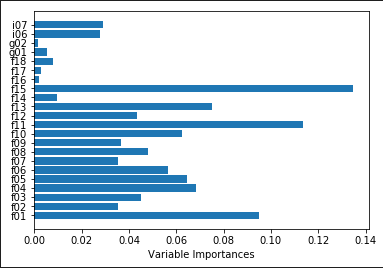 i07
i06
g02
g01
f18
f17
f16
f15
f14
f13
f12
f11
f10
f09
f08
f07
f06
f05
f04
f03
f02
f01
0.00 0.02 0.04 0.06 0.08 0.10 0.12 0.14
Variable Importances